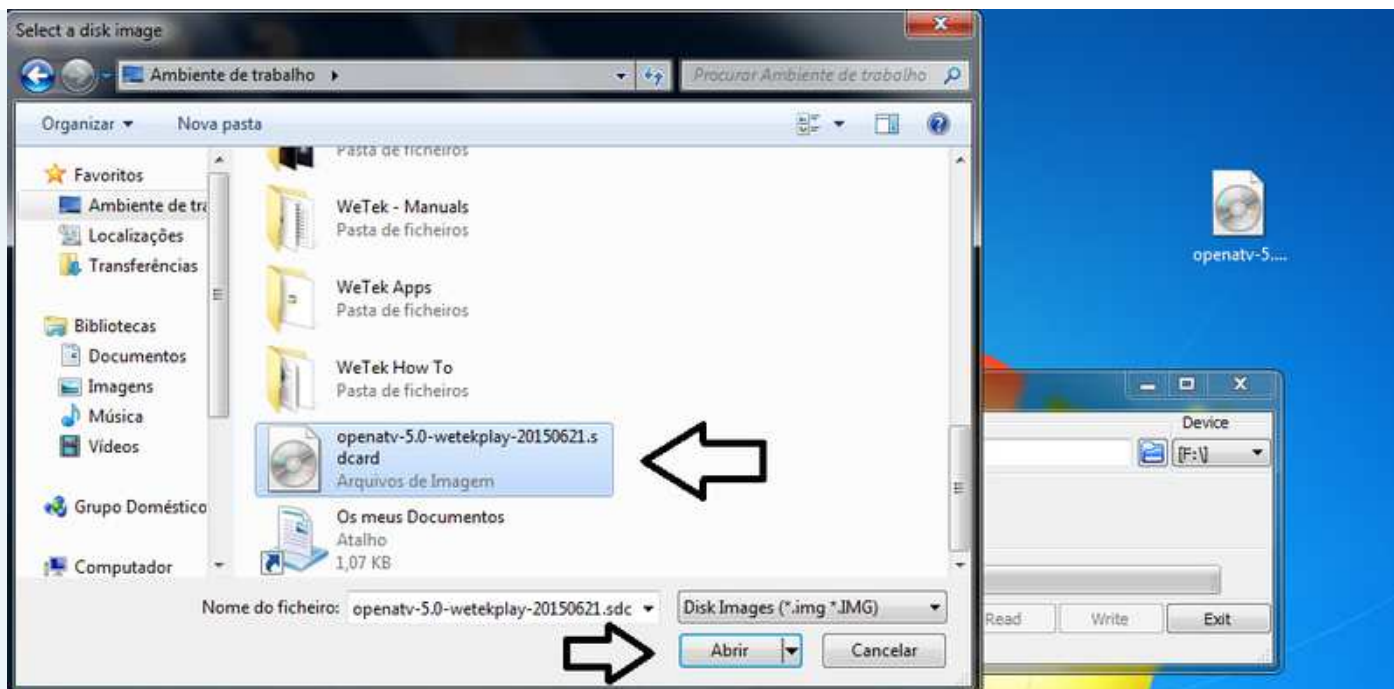 Select a disk image
Ambiente de trabalho
Procurar Ambiente de trabalho
Organizar
Nova pasta
Favoritos
Ambiente de tra
Localizações
Transferências
Bibliotecas
Documentos
Imagens
Música
Vídeos
Grupo Doméstico
Computador
Pasta de ficheiros
WeTek - Manuals
Pasta de ficheiros
WeTek Apps
Pasta de ficheiros
WeTek How To
Pasta de ficheiros
openatv-5.0-wetekplay-20150621.s
dcard
Arquivos de Imagem
Os meus Documentos
Atalho
1,07 KB
Nome do ficheiro: openatv-5.0-wetekplay-20150621.sdc
Disk Images (*.img *.IMG)
Abrir
Cancelar
openatv-5....
Device
[F:\]
Read
Write
Exit